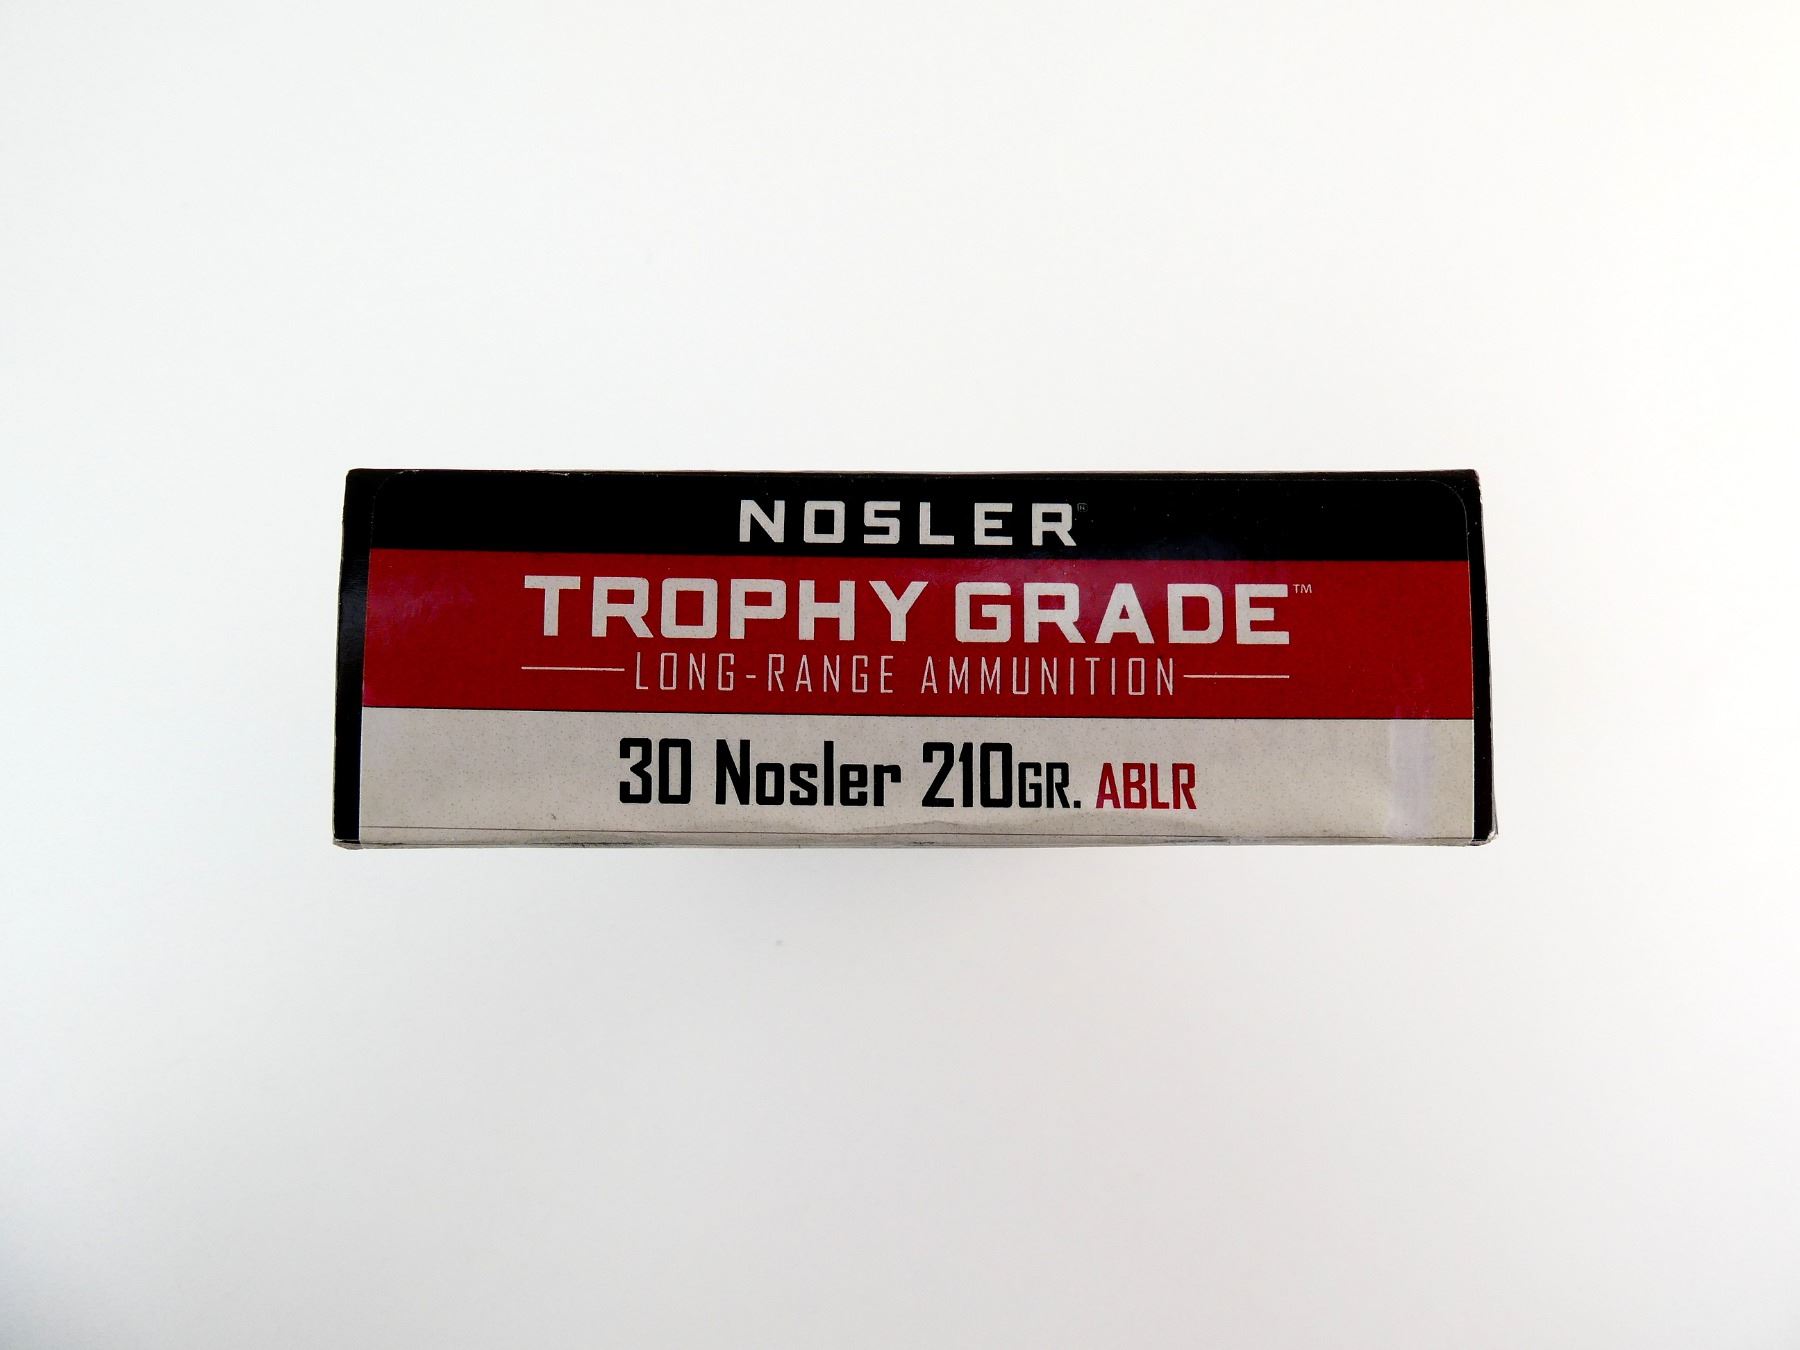 NOSLER®
TROPHY GRADE™
LONG-RANGE AMMUNITION
30 Nosler 210GR. ABLR